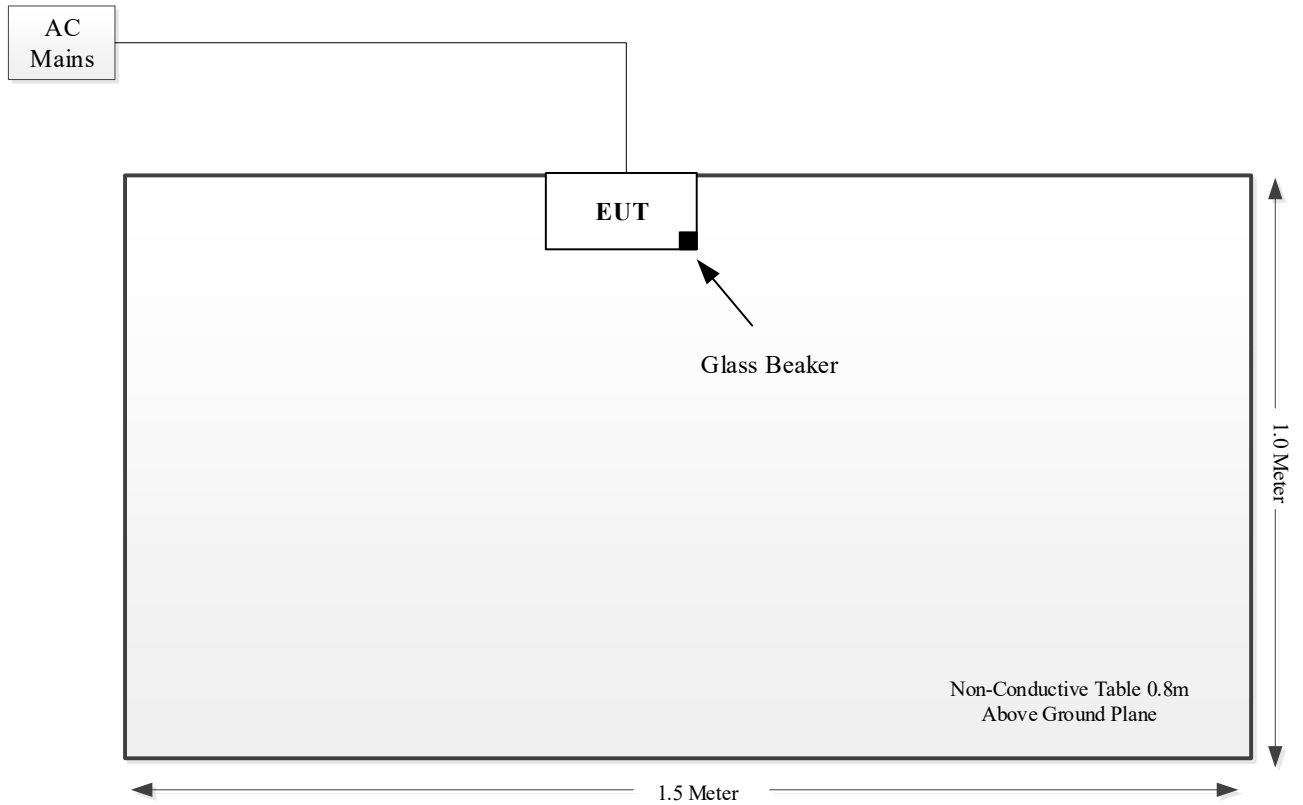 AC
Mains
EUT
Glass Beaker
1.0 Meter
Non-Conductive Table 0.8m
Above Ground Plane
1.5 Meter